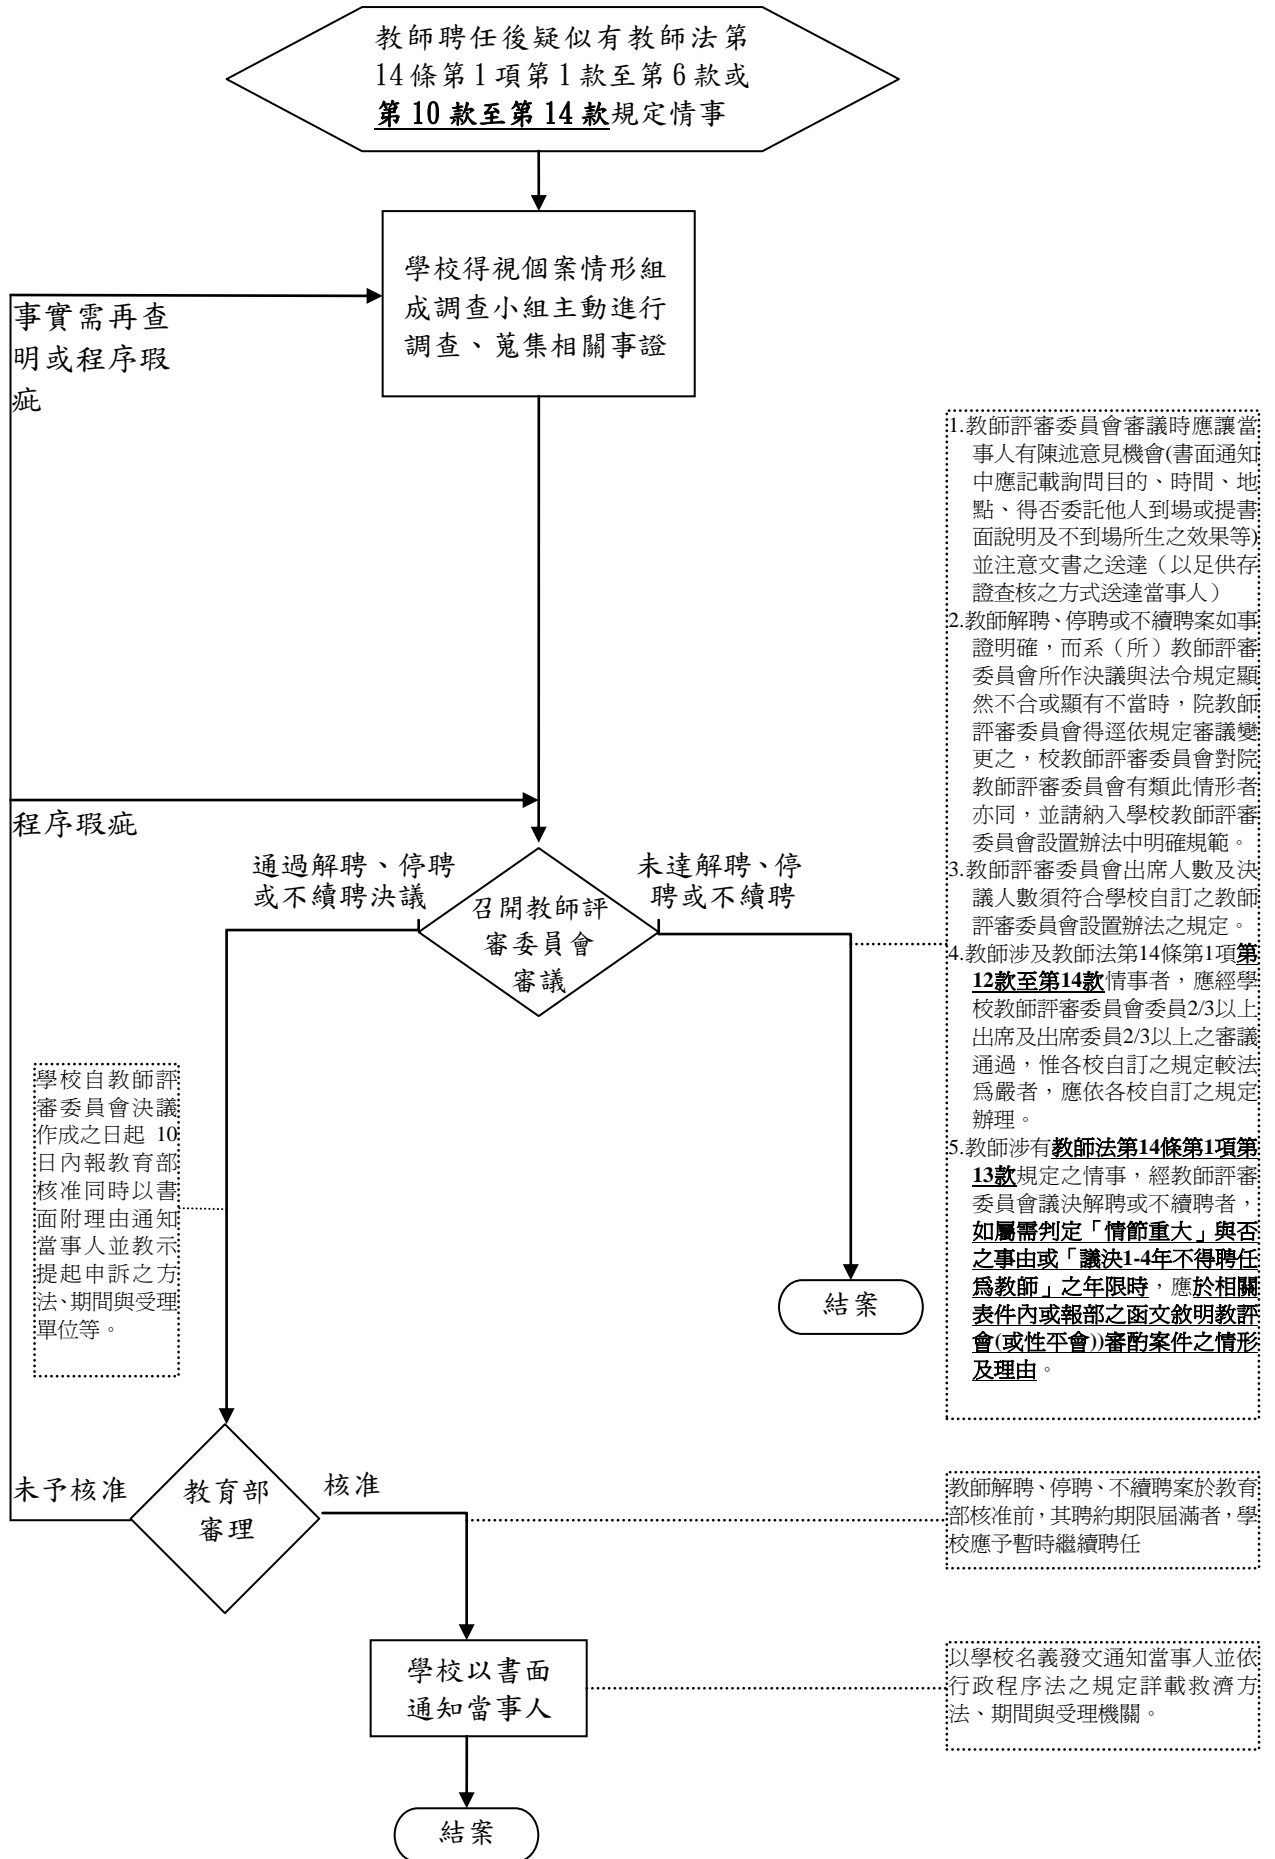 教師聘任後疑似有教師法第
14條第1項第1款至第6款或
第10款至第14款規定情事
學校得視個案情形組
成調查小組主動進行
調查、蒐集相關事證
事實需再查
明或程序瑕
疵
1.教師評審委員會審議時應讓當
事人有陳述意見機會(書面通知
中應記載詢問目的、時間、地
點、得否委託他人到場或提書
面說明及不到場所生之效果等)
並注意文書之送達（以足供存
證查核之方式送達當事人）
2.教師解聘、停聘或不續聘案如事
證明確，而系（所）教師評審
委員會所作決議與法令規定顯
然不合或顯有不當時，院教師
評審委員會得逕依規定審議變
更之，校教師評審委員會對院
教師評審委員會有類此情形者
亦同，並請納入學校教師評審
委員會設置辦法中明確規範。
3.教師評審委員會出席人數及決
議人數須符合學校自訂之教師
評審委員會設置辦法之規定。
4.教師涉及教師法第14條第1項第
12款至第14款情事者，應經學
校教師評審委員會委員2/3以上
出席及出席委員2/3以上之審議
通過，惟各校自訂之規定較法
為嚴者，應依各校自訂之規定
辦理。
5.教師涉有教師法第14條第1項第
13款規定之情事，經教師評審
委員會議決解聘或不續聘者，
如屬需判定「情節重大」與否
之事由或「議決1-4年不得聘任
為教師」之年限時，應於相關
表件內或報部之函文敘明教評
會(或性平會))審酌案件之情形
及理由。
程序瑕疵
通過解聘、停聘
或不續聘決議
未達解聘、停
聘或不續聘
召開教師評
審委員會
審議
學校自教師評
審委員會決議
作成之日起 10
日內報教育部
核准同時以書
面附理由通知
當事人並教示
提起申訴之方
法、期間與受理
單位等。
結案
未予核准
教育部
審理
核准
教師解聘、停聘、不續聘案於教育
部核准前，其聘約期限屆滿者，學
校應予暫時繼續聘任
學校以書面
通知當事人
以學校名義發文通知當事人並依
行政程序法之規定詳載救濟方
法、期間與受理機關。
結案